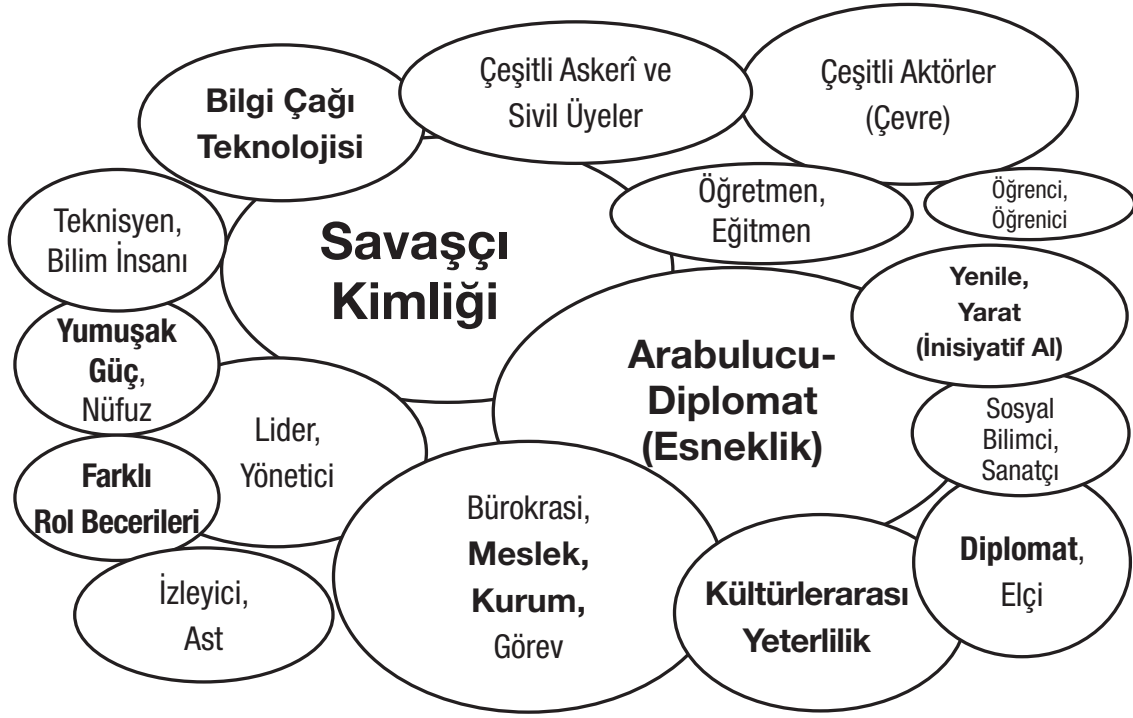 Bilgi Çağı
Teknolojisi
Çeşitli Askerî ve
Sivil Üyeler
Çeşitli Aktörler
(Çevre)
Teknisyen,
Bilim İnsanı
Savaşçı
Kimliği
Öğretmen,
Eğitmen
Öğrenci,
Öğrenici
Yumuşak
Güç,
Nüfuz
Arabulucu-
Diplomat
(Esneklik)
Yenile,
Yarat
(İnisiyatif Al)
Lider,
Yönetici
Sosyal
Bilimci,
Sanatçı
Farklı
Rol Becerileri
Bürokrasi,
Meslek,
Kurum,
Görev
İzleyici,
Ast
Kültürlerarası
Yeterlilik
Diplomat,
Elçi